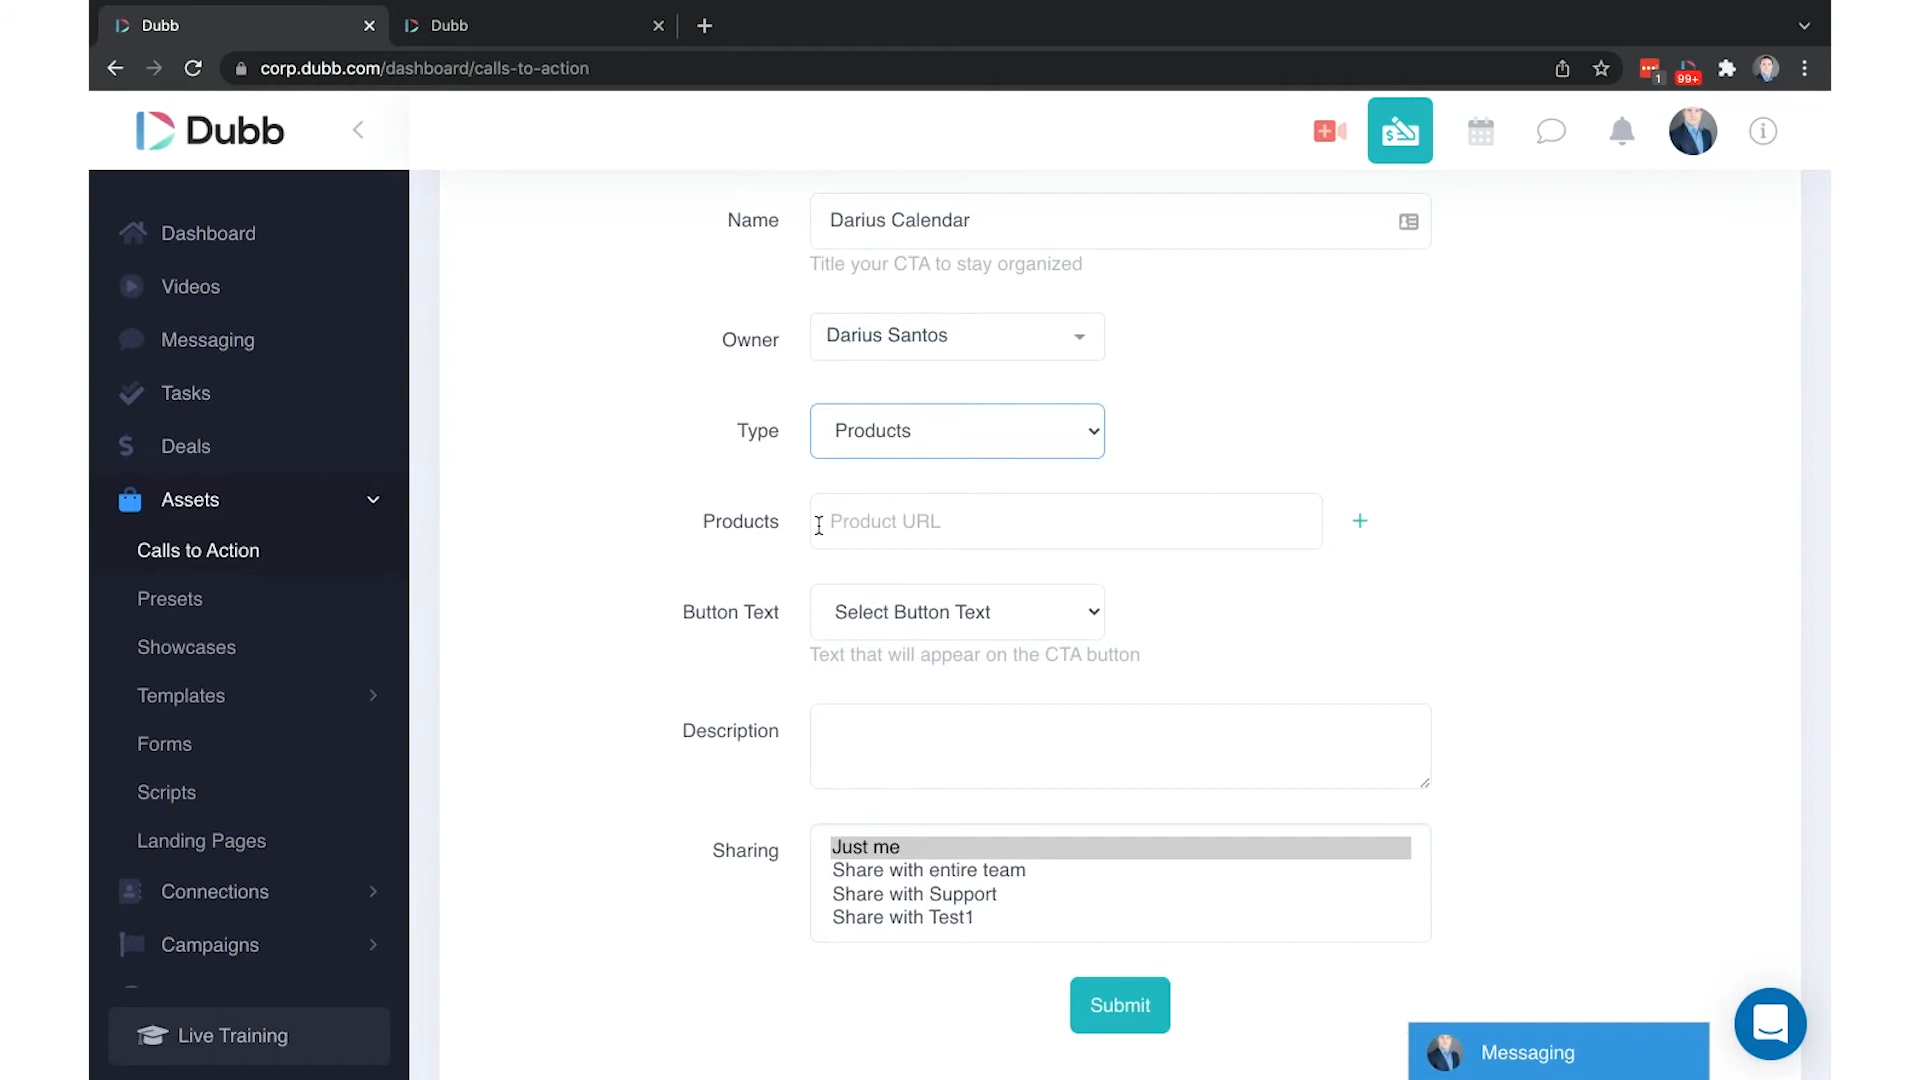 Dubb
Dubb
corp.dubb.com/dashboard/calls-to-action
1
99+
Dubb
Dashboard
Videos
Messaging
Tasks
Deals
Assets
Calls to Action
Presets
Showcases
Templates
Forms
Scripts
Landing Pages
Connections
Campaigns
Live Training
Name
Darius Calendar
Title your CTA to stay organized
Owner
Darius Santos
Type
Products
Products
Product URL
+
Button Text
Select Button Text
Text that will appear on the CTA button
Description
Sharing
Just me
Share with entire team
Share with Support
Share with Test1
Submit
Messaging